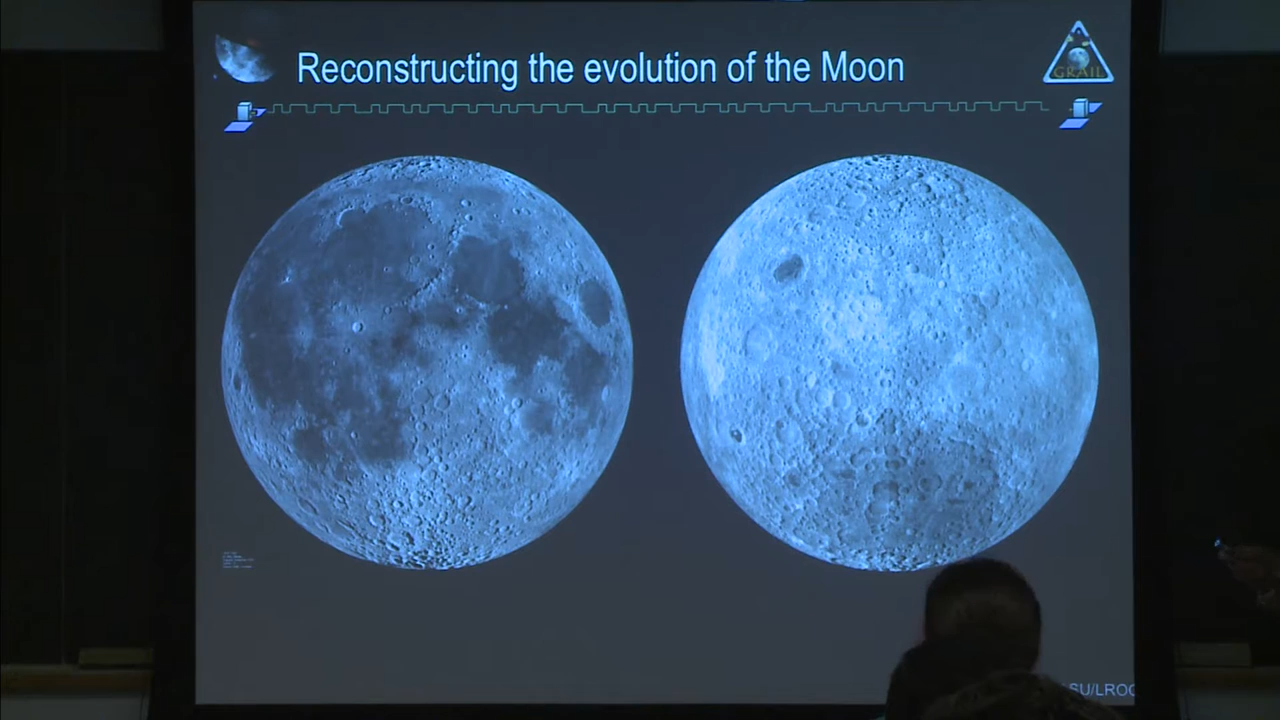 Reconstructing the evolution of the Moon
GRAIL
SU/LROC